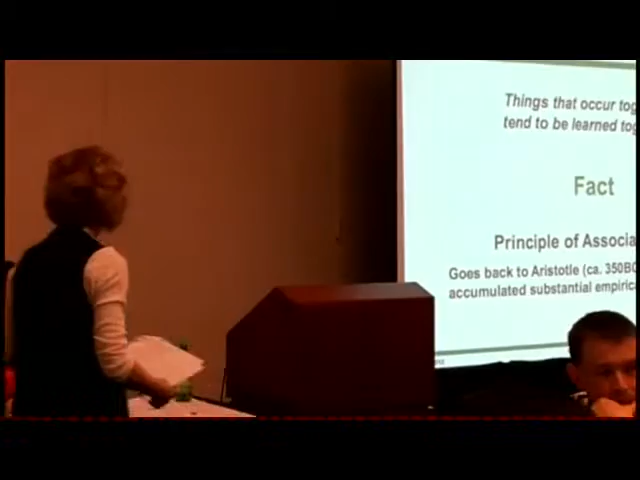 Things that occur tog
tend to be learned tog
Fact
Principle of Associa
Goes back to Aristotle (ca. 350B
accumulated substantial empiric